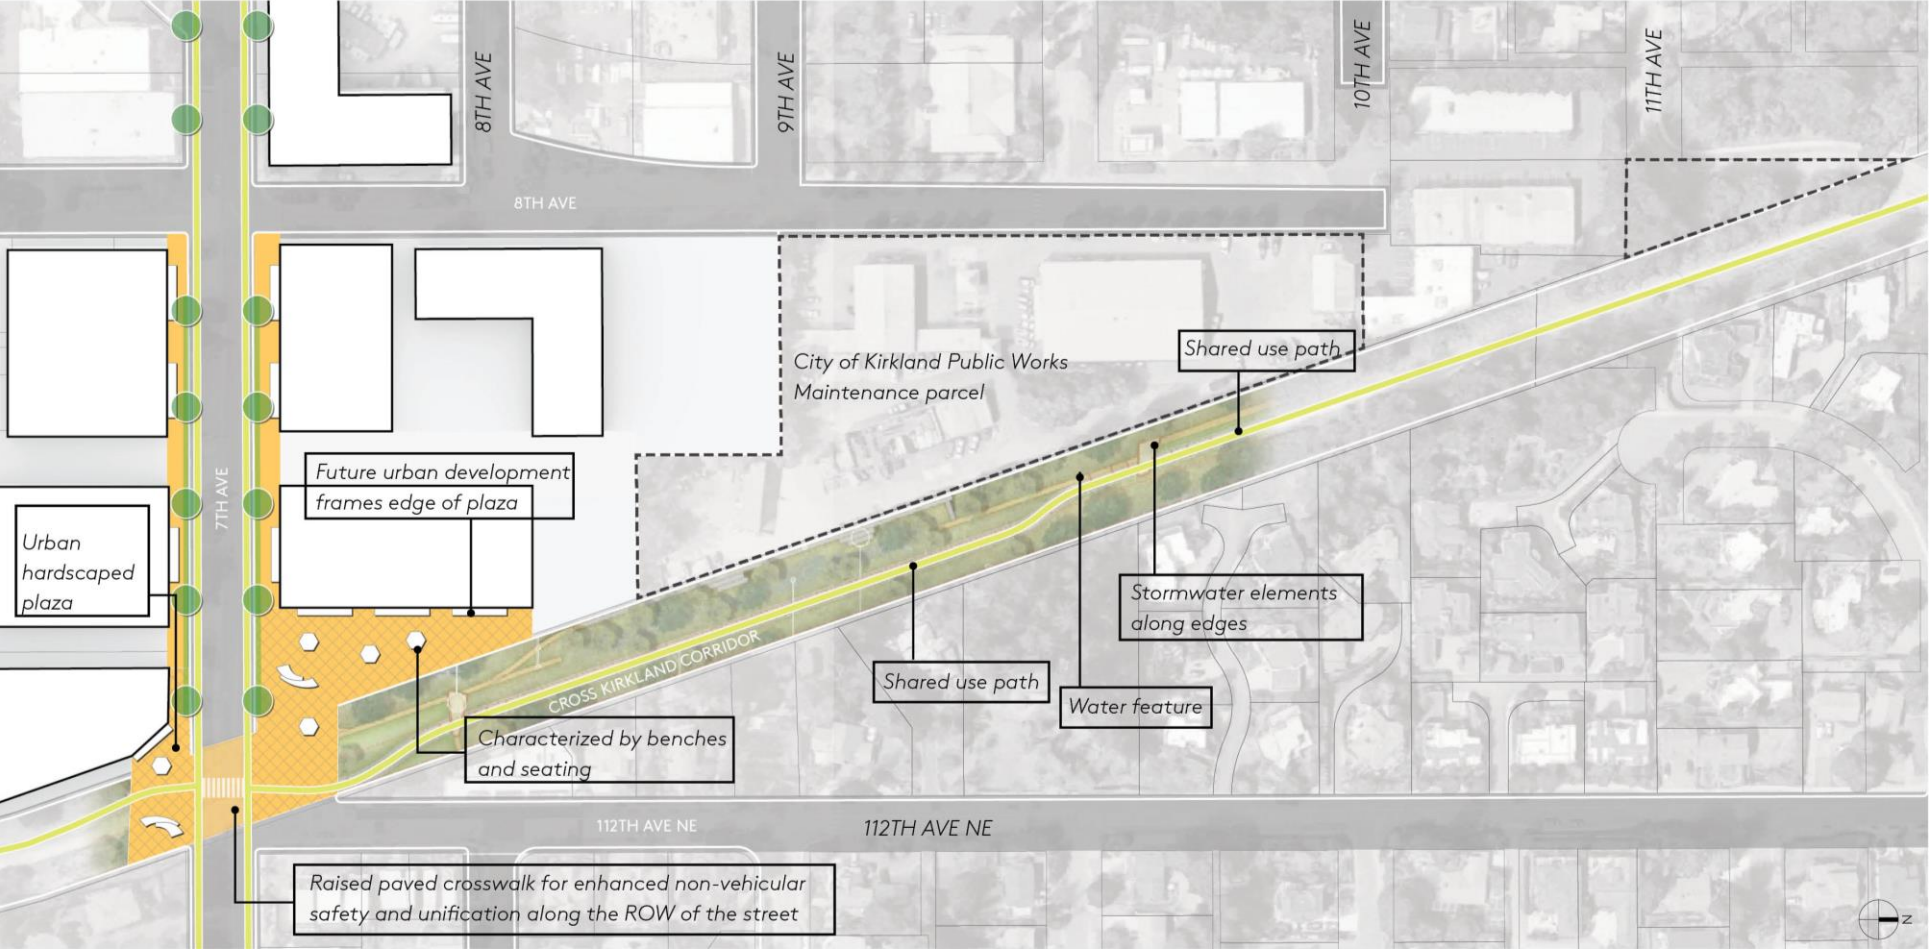 8TH AVE
9TH AVE
10TH AVE
11TH AVE
8TH AVE
City of Kirkland Public Works
Maintenance parcel
Shared use path
Future urban development
frames edge of plaza
7TH AVE
Urban
hardscaped
plaza
Stormwater elements
along edges
CROSS KIRKLAND CORRIDOR
Shared use path
Water feature
Characterized by benches
and seating
112TH AVE NE
112TH AVE NE
Raised paved crosswalk for enhanced non-vehicular
safety and unification along the ROW of the street
N